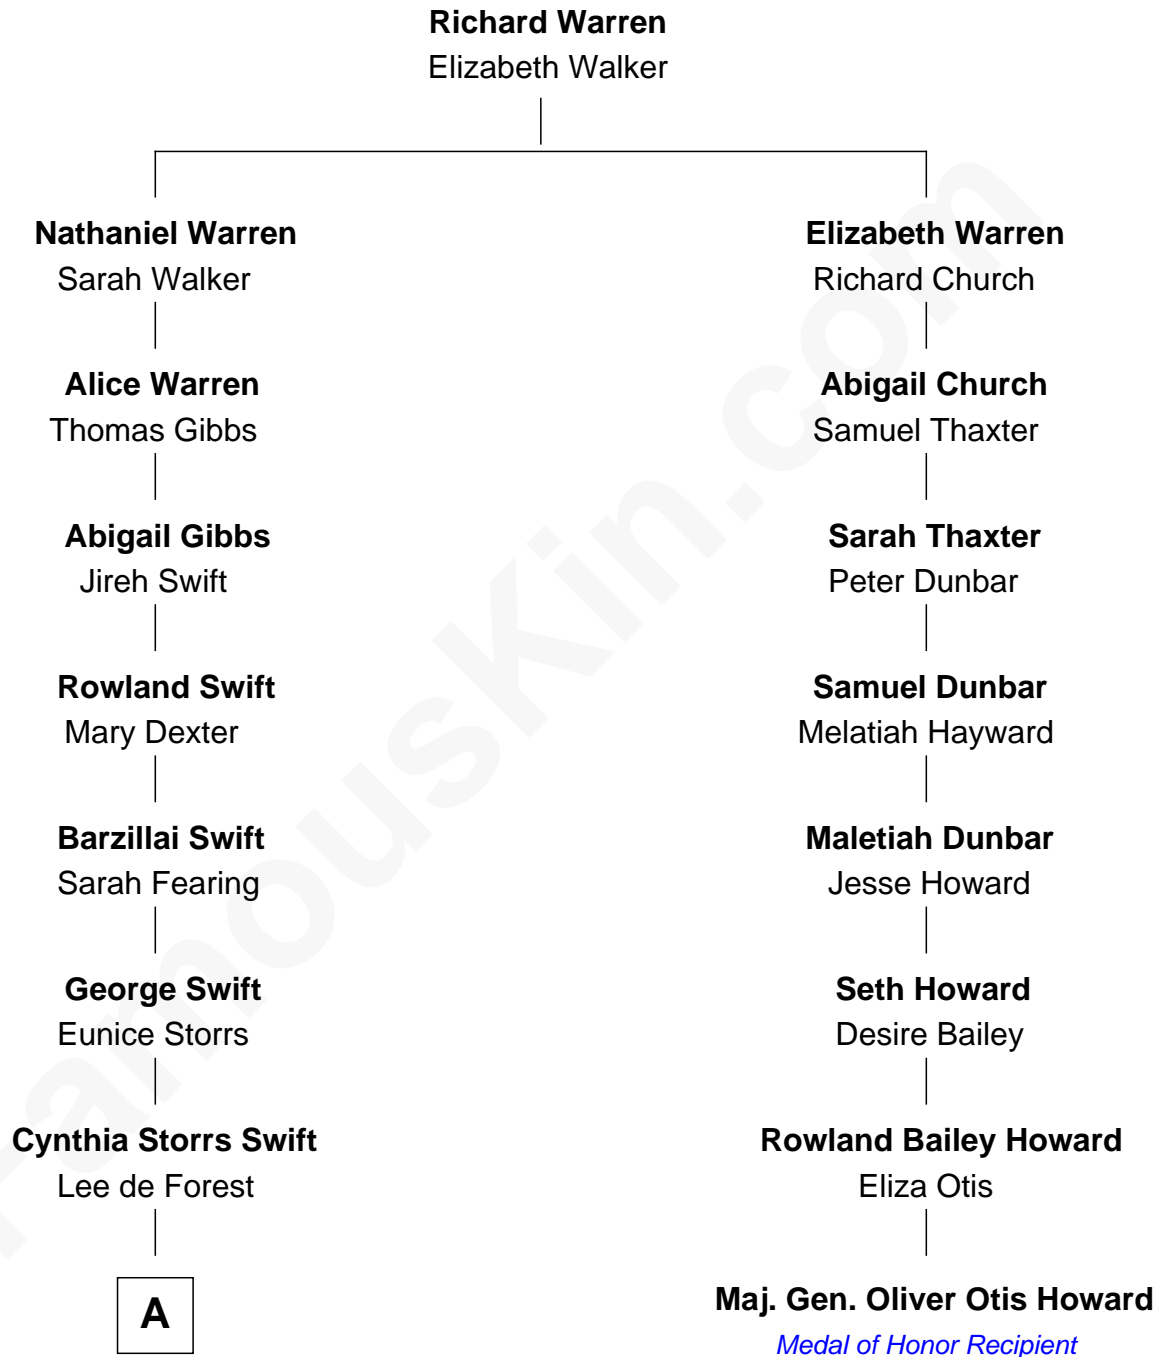 Richard Warren
Elizabeth Walker
Nathaniel Warren
Sarah Walker
Alice Warren
Thomas Gibbs
Abigail Gibbs
Jireh Swift
Rowland Swift
Mary Dexter
Barzillai Swift
Sarah Fearing
George Swift
Eunice Storrs
Cynthia Storrs Swift
Lee de Forest
A
Elizabeth Warren
Richard Church
Abigail Church
Samuel Thaxter
Sarah Thaxter
Peter Dunbar
Samuel Dunbar
Melatiah Hayward
Maletiah Dunbar
Jesse Howard
Seth Howard
Desire Bailey
Rowland Bailey Howard
Eliza Otis
Maj. Gen. Oliver Otis Howard
Medal of Honor Recipient
FamousKin.com